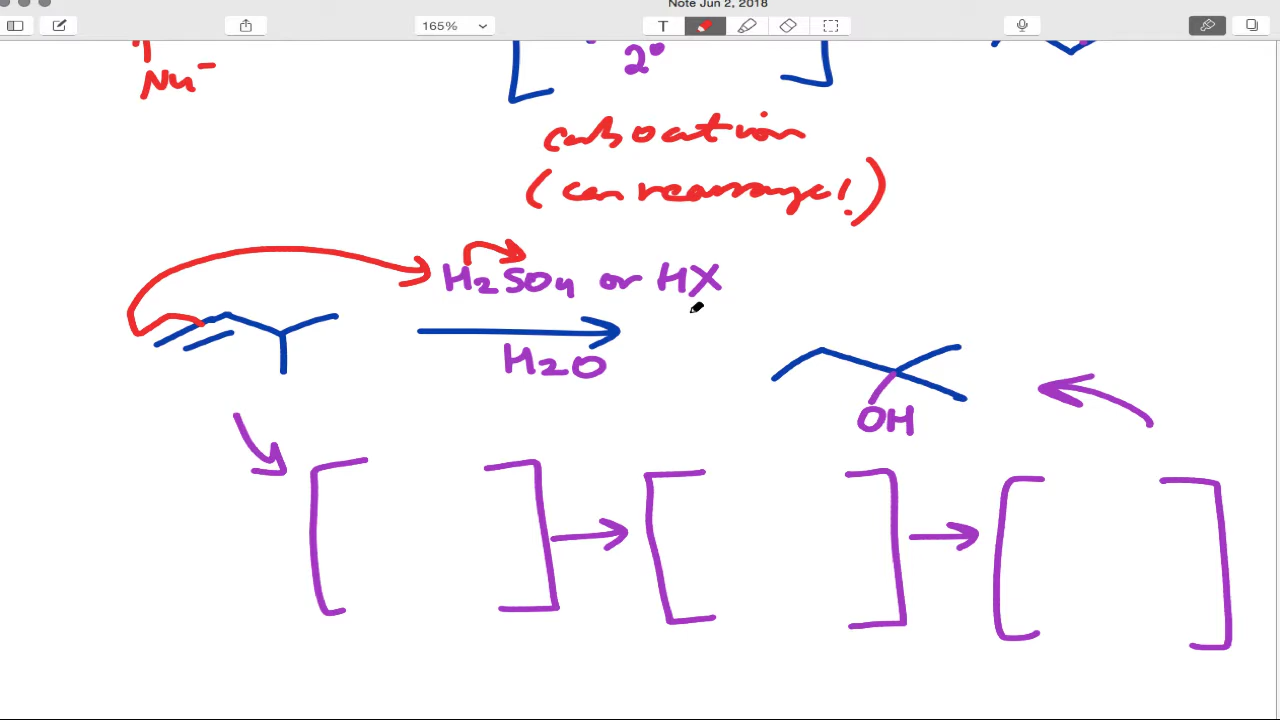 Note Jun 2, 2018
165%
T
Nu⁻
2°
carbocation
(can rearrange!)
H₂SO₄ or HX
H₂O
OH